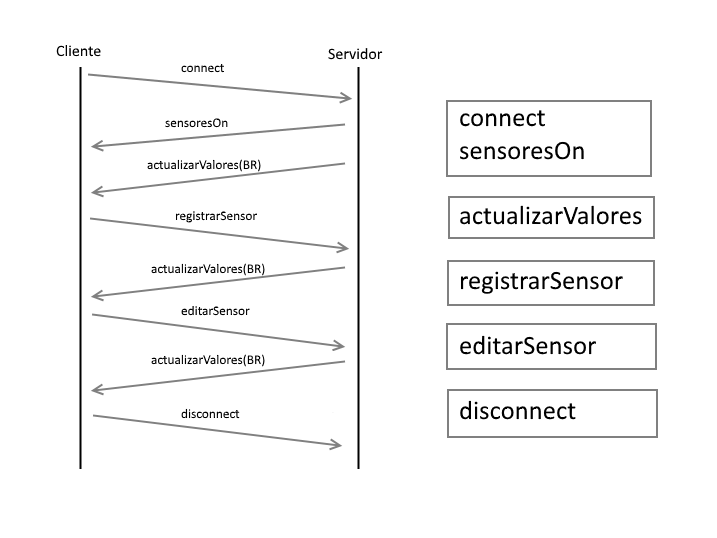 Cliente
Servidor
connect
sensoresOn
actualizarValores(BR)
registrarSensor
actualizarValores(BR)
editarSensor
actualizarValores(BR)
disconnect
connect
sensoresOn
actualizarValores
registrarSensor
editarSensor
disconnect